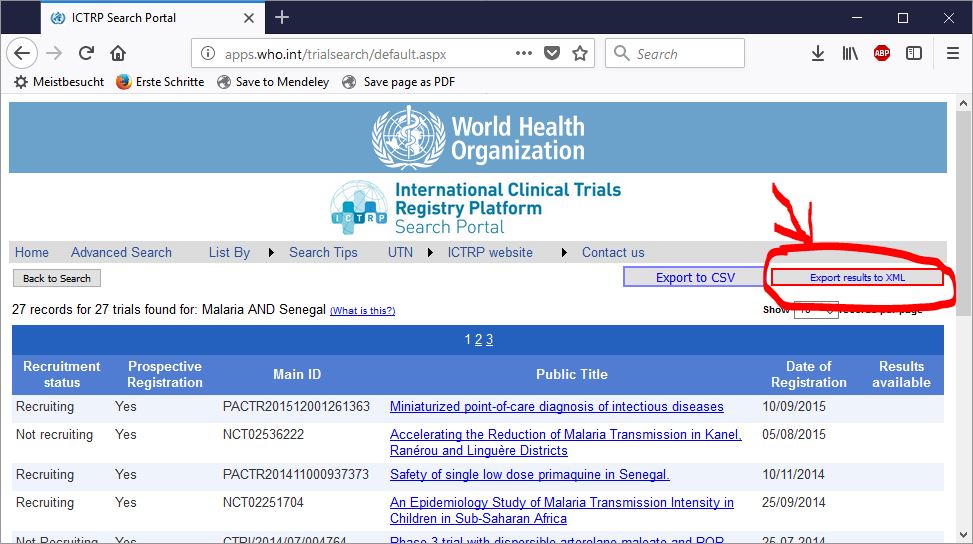 ICTRP Search Portal
apps.who.int/trialsearch/default.aspx
Search
ABP
Meistbesucht Erste Schritte Save to Mendeley Save page as PDF
World Health
Organization
ICTRP
International Clinical Trials
Registry Platform
Search Portal
Home Advanced Search List By Search Tips UTN ICTRP website Contact us
Back to Search Export to CSV Export results to XML
27 records for 27 trials found for: Malaria AND Senegal (What is this?) Show 10 records per page
1 2 3
Recruitment status Prospective Registration Main ID Public Title Date of Registration Results available
Recruiting Yes PACTR201512001261363 Miniaturized point-of-care diagnosis of infectious diseases 10/09/2015
Not recruiting Yes NCT02536222 Accelerating the Reduction of Malaria Transmission in Kanel, 05/08/2015
Ranérou and Linguère Districts
Recruiting Yes PACTR201411000937373 Safety of single low dose primaquine in Senegal. 10/11/2014
Recruiting Yes NCT02251704 An Epidemiology Study of Malaria Transmission Intensity in 25/09/2014
Children in Sub-Saharan Africa
Not Recruiting Yes CTRI/2014/07/004764 Phase 3 trial with dispersible arterolane maleate and PQP 25-07-2014